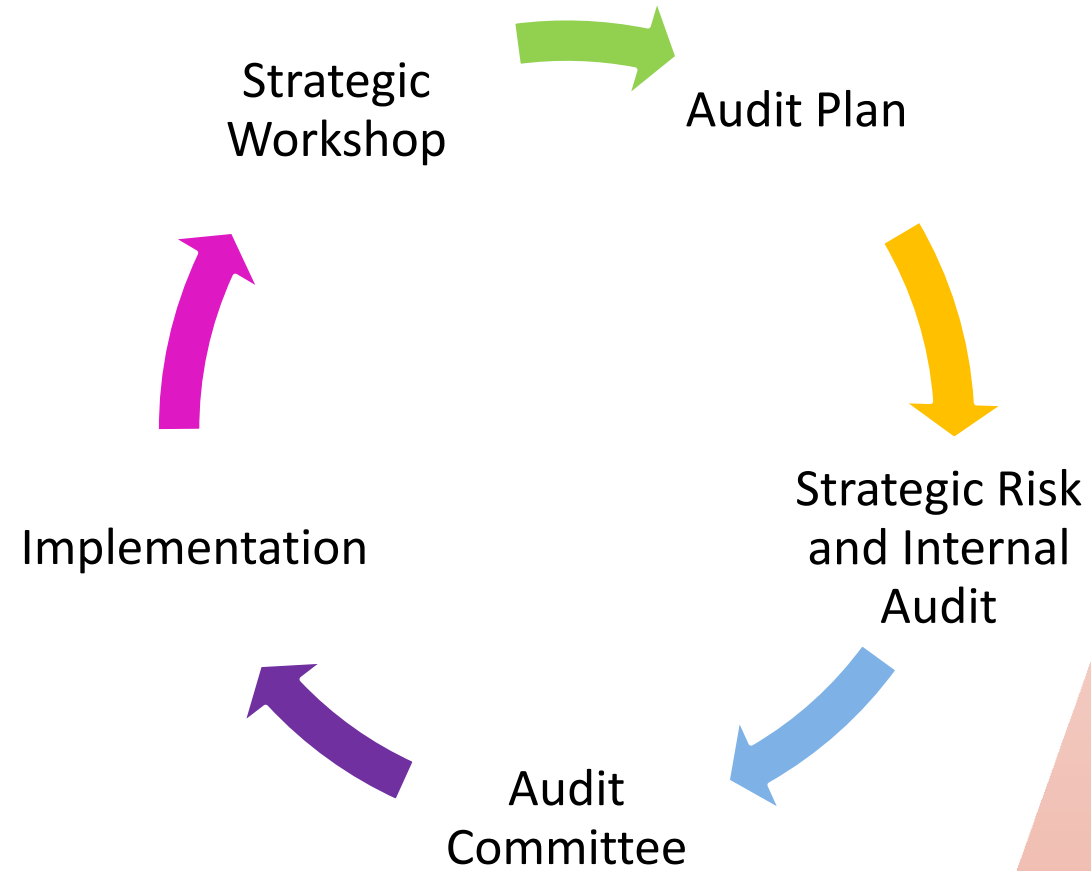 Strategic
Workshop
Audit Plan
Strategic Risk
and Internal
Audit
Audit
Committee
Implementation